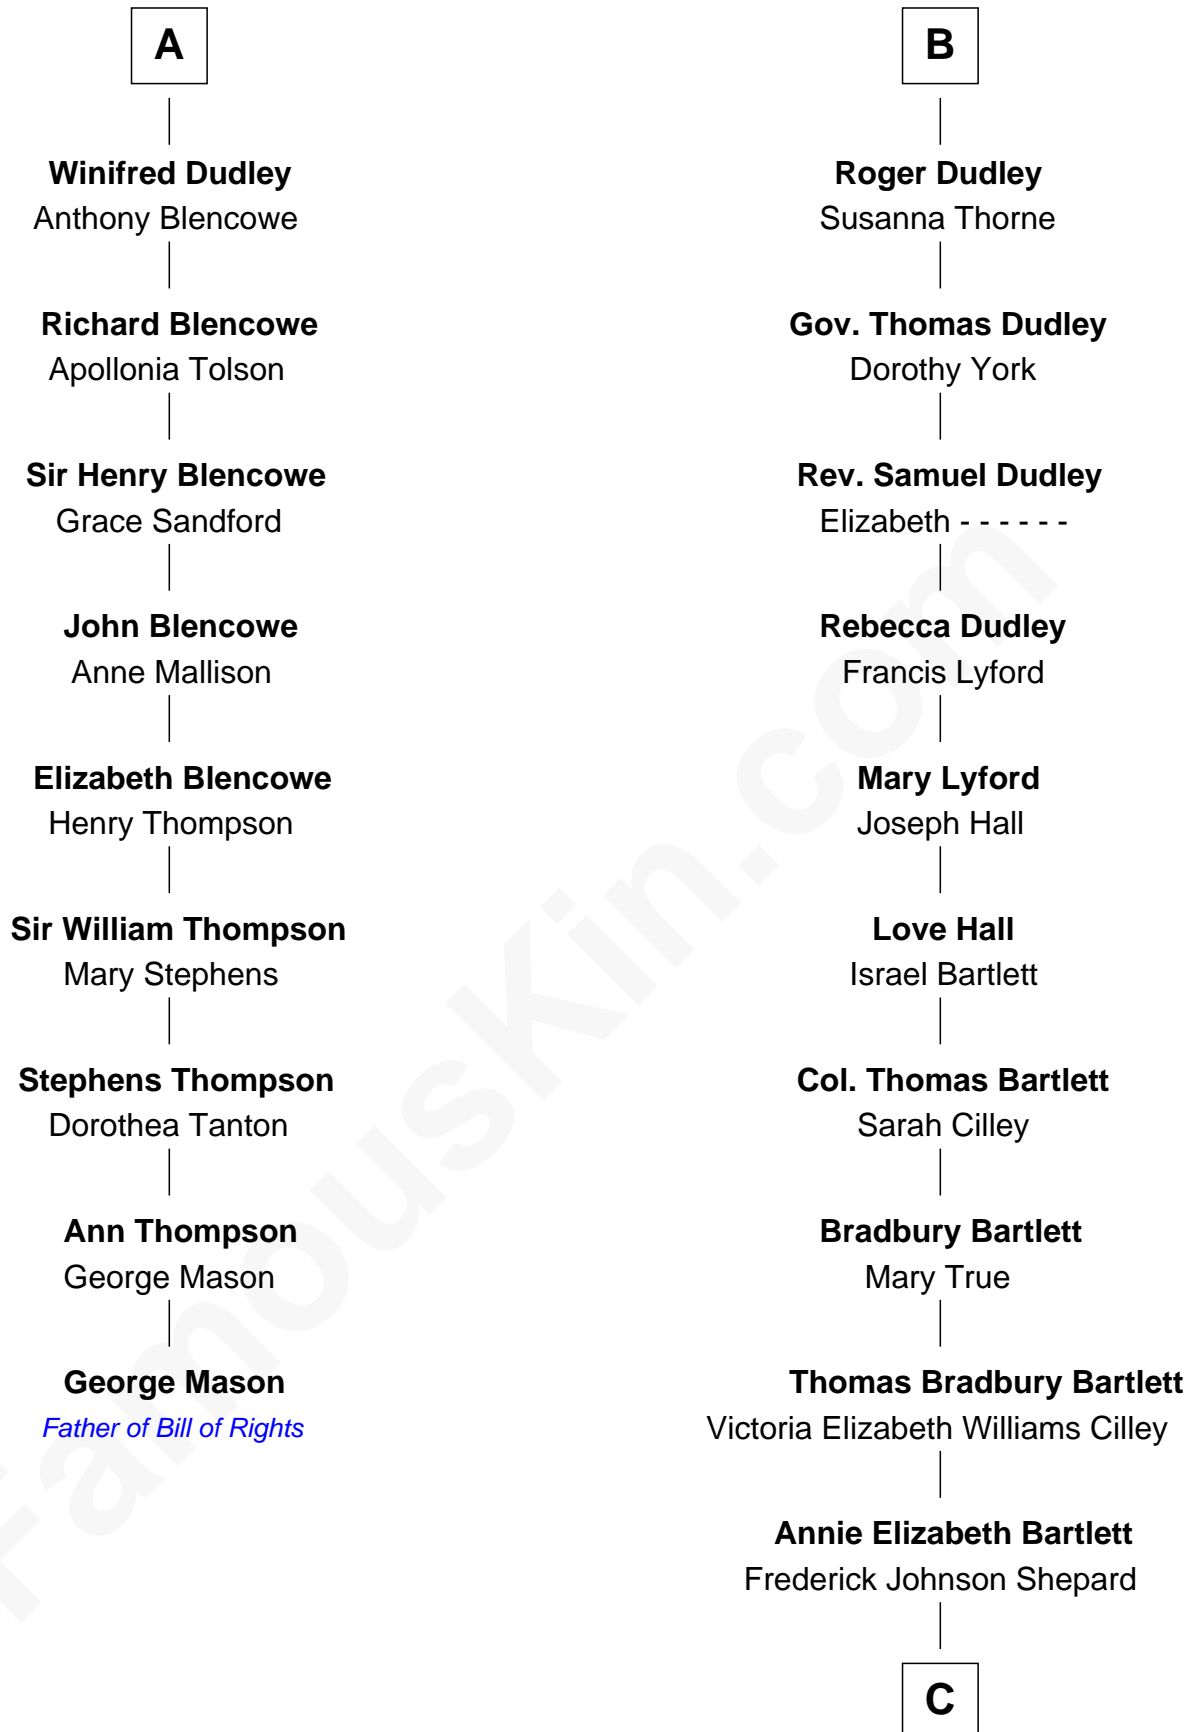 A
Winifred Dudley
Anthony Blencowe
Richard Blencowe
Apollonia Tolson
Sir Henry Blencowe
Grace Sandford
John Blencowe
Anne Mallison
Elizabeth Blencowe
Henry Thompson
Sir William Thompson
Mary Stephens
Stephens Thompson
Dorothea Tanton
Ann Thompson
George Mason
George Mason
Father of Bill of Rights
B
Roger Dudley
Susanna Thorne
Gov. Thomas Dudley
Dorothy York
Rev. Samuel Dudley
Elizabeth - - - - - -
Rebecca Dudley
Francis Lyford
Mary Lyford
Joseph Hall
Love Hall
Israel Bartlett
Col. Thomas Bartlett
Sarah Cilley
Bradbury Bartlett
Mary True
Thomas Bradbury Bartlett
Victoria Elizabeth Williams Cilley
Annie Elizabeth Bartlett
Frederick Johnson Shepard
C
FamousKin.com